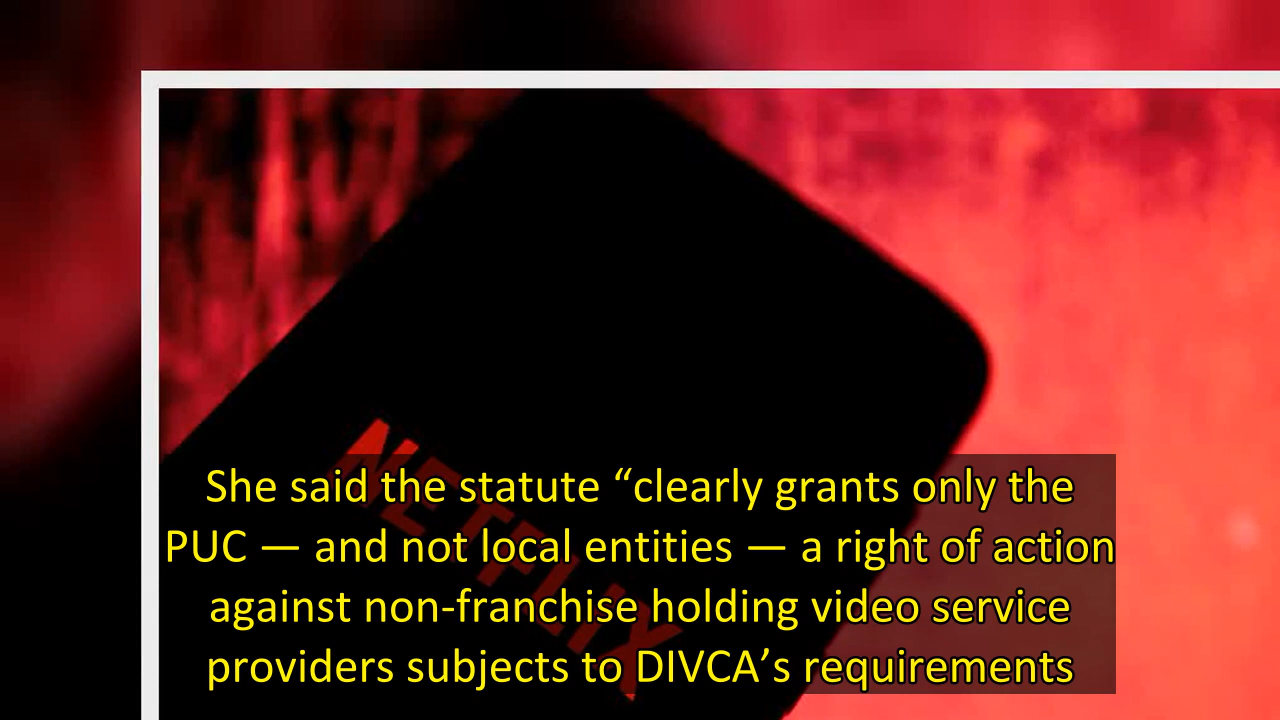 NETFLIX
She said the statute “clearly grants only the
PUC — and not local entities — a right of action
against non-franchise holding video service
providers subjects to DIVCA’s requirements